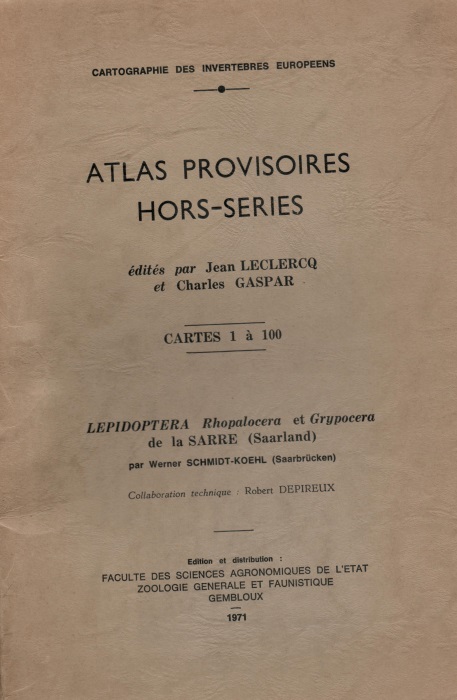 CARTOGRAPHIE DES INVERTEBRES EUROPEENS
ATLAS PROVISOIRES
HORS-SERIES
édités par Jean LECLERCQ
et Charles GASPAR
CARTES 1 à 100
LEPIDOPTERA Rhopalocera et Grypocera
de la SARRE (Saarland)
par Werner SCHMIDT-KOEHL (Saarbrücken)
Collaboration technique : Robert DEPIREUX
Edition et distribution :
FACULTE DES SCIENCES AGRONOMIQUES DE L'ETAT
ZOOLOGIE GENERALE ET FAUNISTIQUE
GEMBLOUX
1971